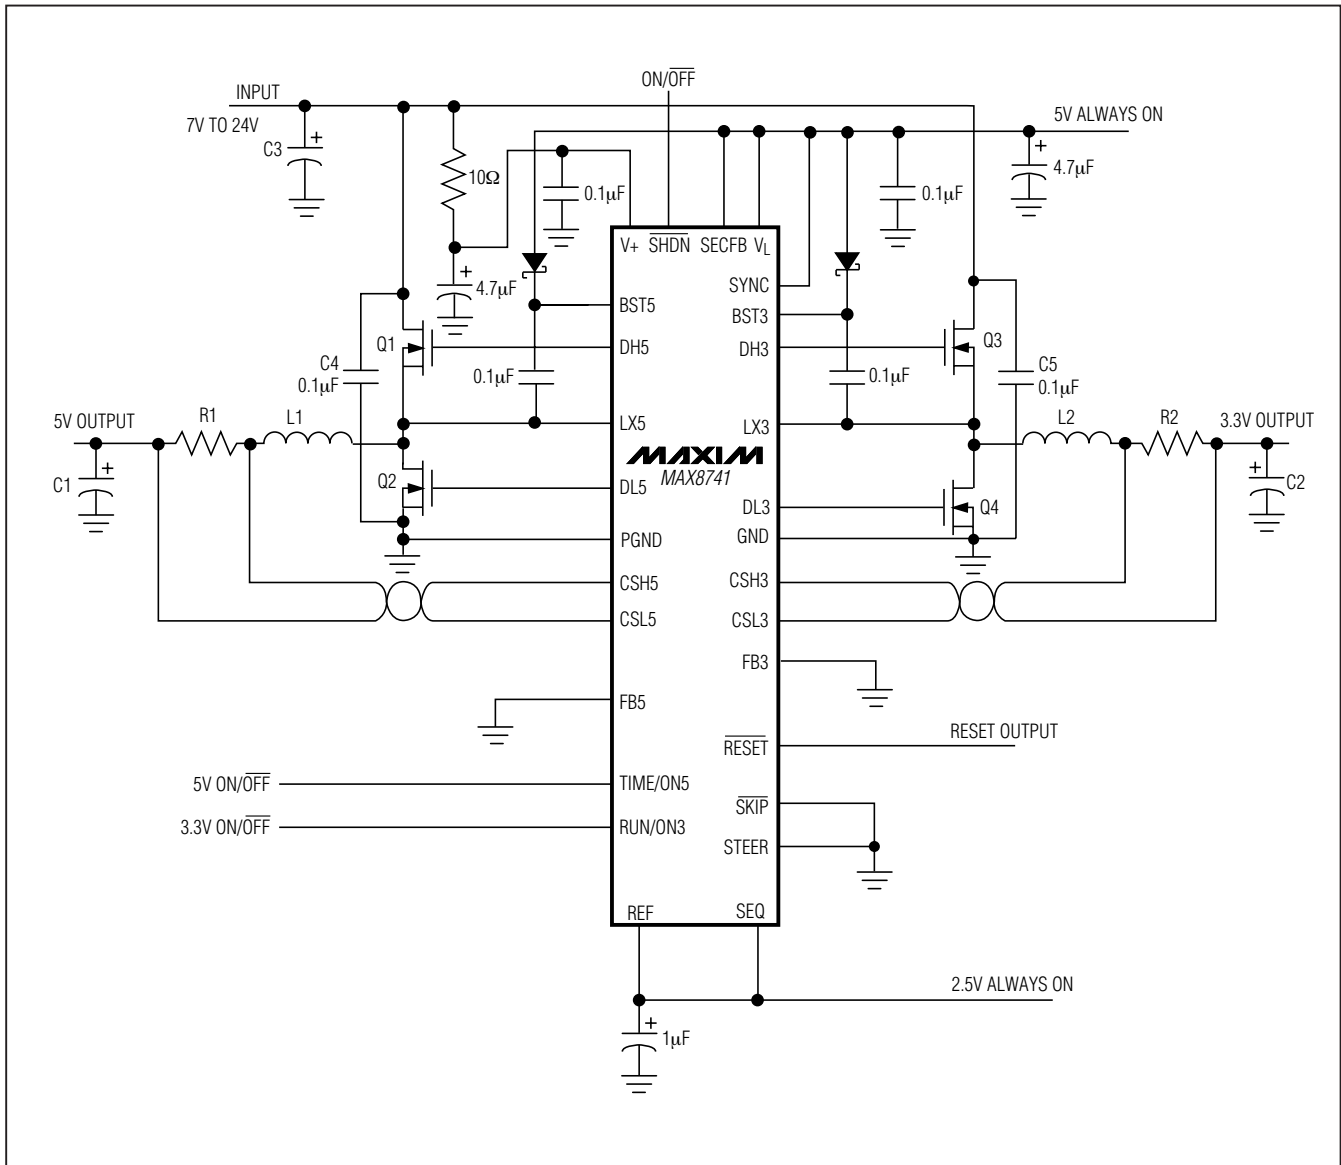 ON/OFF
INPUT
7V TO 24V
5V ALWAYS ON
C3
+
10Ω
0.1µF
0.1µF
+
4.7µF
+
4.7µF
V+
SHDN
SECFB
VL
SYNC
BST5
BST3
Q1
DH5
DH3
Q3
C4
0.1µF
0.1µF
0.1µF
C5
0.1µF
5V OUTPUT
R1
L1
LX5
LX3
L2
R2
3.3V OUTPUT
MAXIM
MAX8741
C1
+
Q2
DL5
DL3
Q4
+
C2
PGND
GND
CSH5
CSH3
CSL5
CSL3
FB3
FB5
RESET
RESET OUTPUT
5V ON/OFF
TIME/ON5
SKIP
3.3V ON/OFF
RUN/ON3
STEER
REF
SEQ
2.5V ALWAYS ON
+
1µF